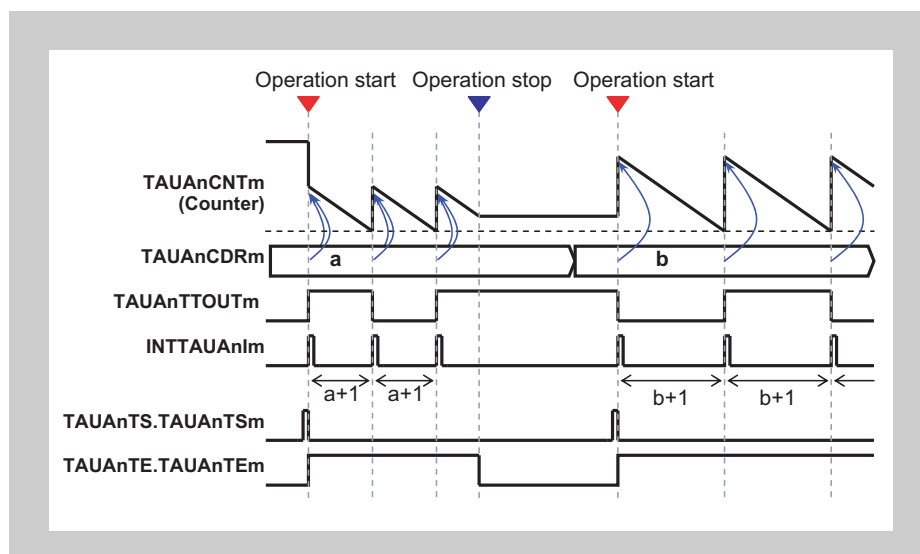 Operation start Operation stop Operation start
TAUAnCNTm
(Counter)
TAUAnCDRm a b
TAUAnTTOUTm
INTTAUAnIm
a+1 a+1 b+1 b+1
TAUAnTS.TAUAnTSm
TAUAnTE.TAUAnTEm